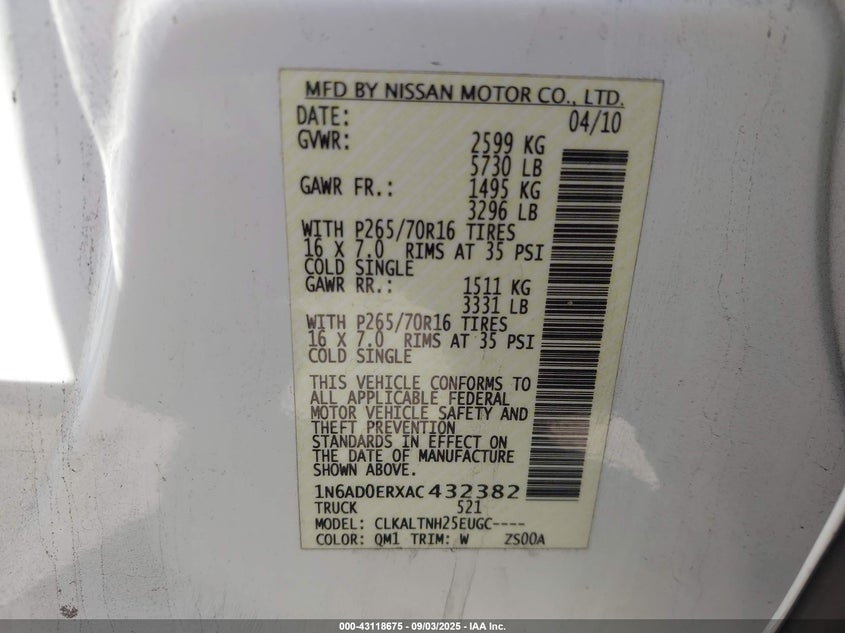 MFD BY NISSAN MOTOR CO., LTD.
DATE: 04/10
GVWR: 2599 KG
5730 LB
GAWR FR.: 1495 KG
3296 LB
WITH P265/70R16 TIRES
16 X 7.0 RIMS AT 35 PSI
COLD SINGLE
GAWR RR.: 1511 KG
3331 LB
WITH P265/70R16 TIRES
16 X 7.0 RIMS AT 35 PSI
COLD SINGLE
THIS VEHICLE CONFORMS TO
ALL APPLICABLE FEDERAL
MOTOR VEHICLE SAFETY AND
THEFT PREVENTION
STANDARDS IN EFFECT ON
THE DATE OF MANUFACTURE
SHOWN ABOVE.
1N6AD0ERXAC432382
TRUCK 521
MODEL: CLKALTNH25EUGC----
COLOR: QM1 TRIM: W ZS00A
000-43118675 - 09/03/2025 - IAA Inc.